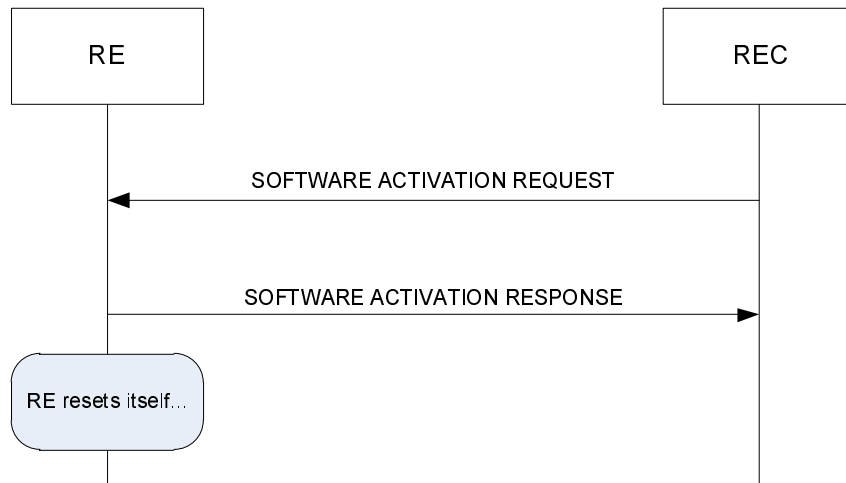 RE
REC
SOFTWARE ACTIVATION REQUEST
SOFTWARE ACTIVATION RESPONSE
RE resets itself...